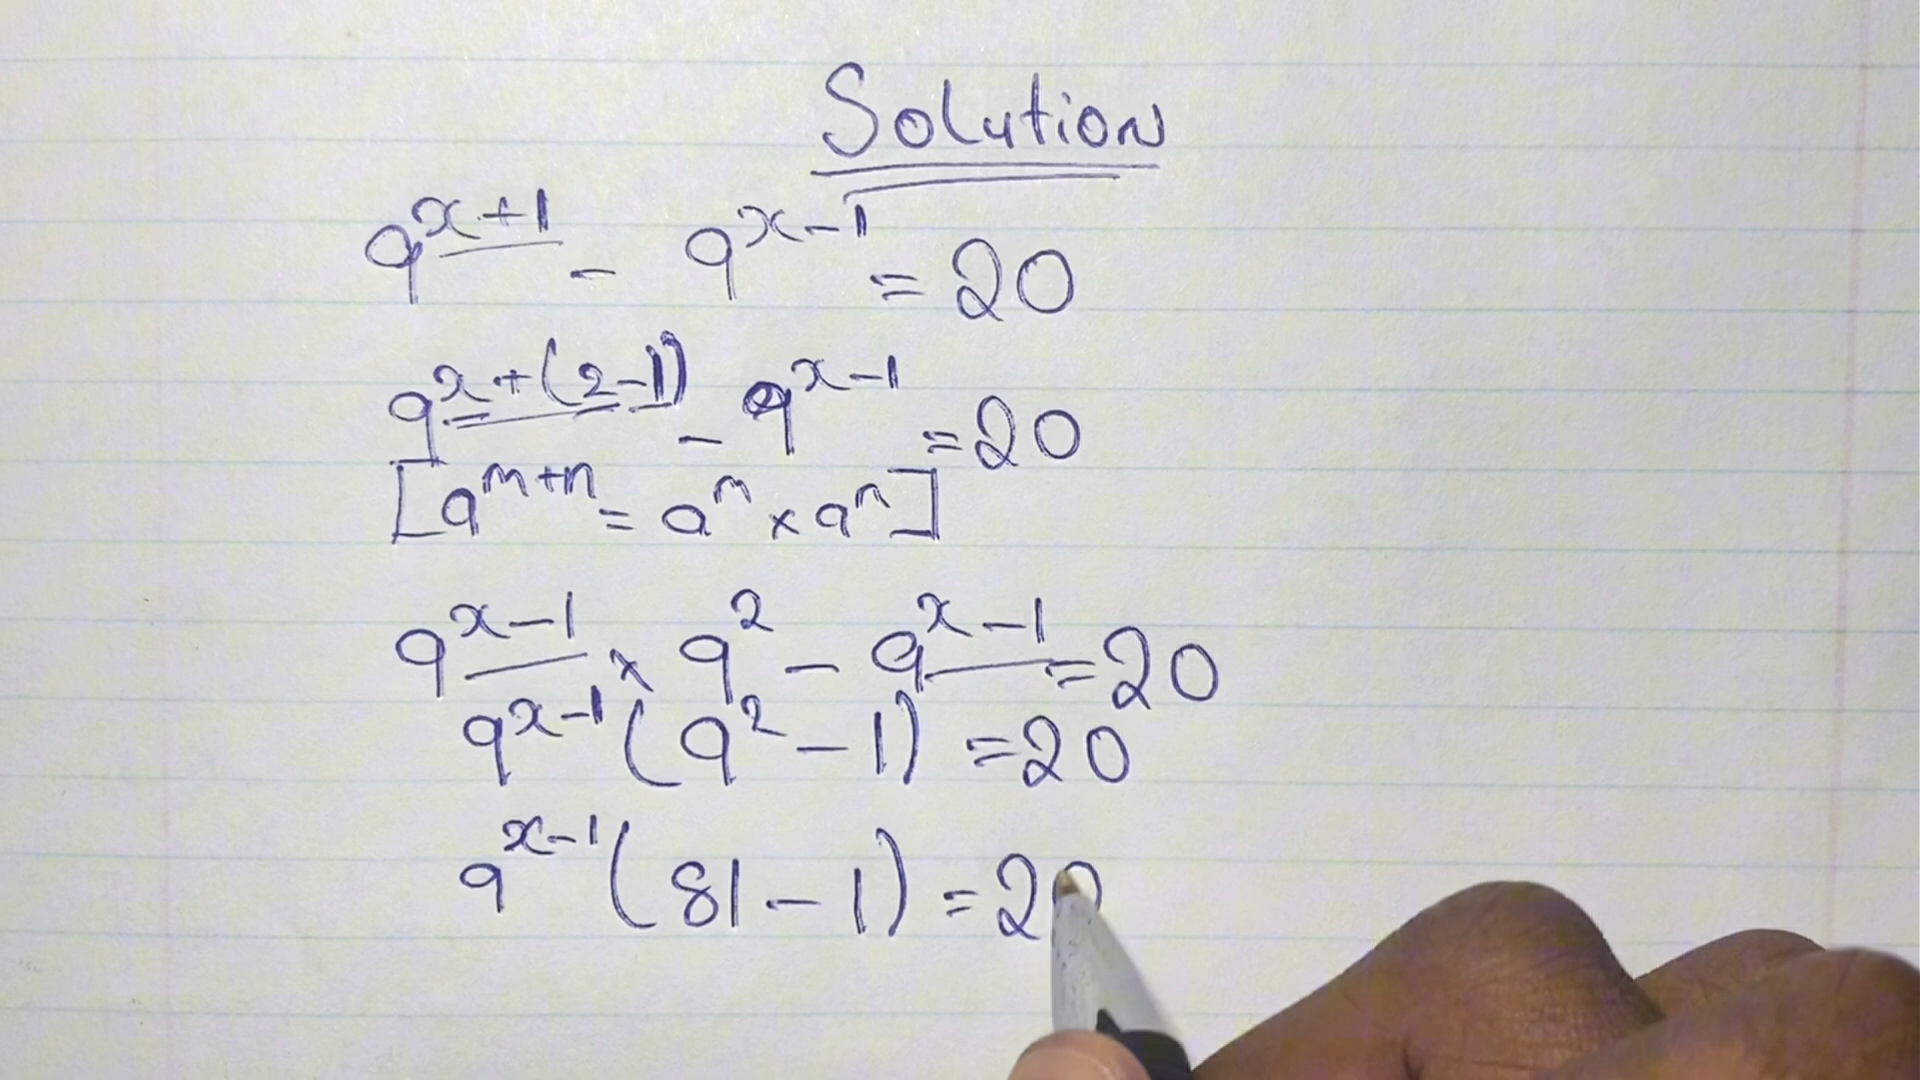 Solution
9^{x+1} - 9^{x-1} = 20
9^{x+(2-1)} - 9^{x-1} = 20
[a^{m+n} = a^m × a^n]
9^{x-1} × 9^2 - 9^{x-1} = 20
9^{x-1}(9^2 - 1) = 20
9^{x-1}(81 - 1) = 20